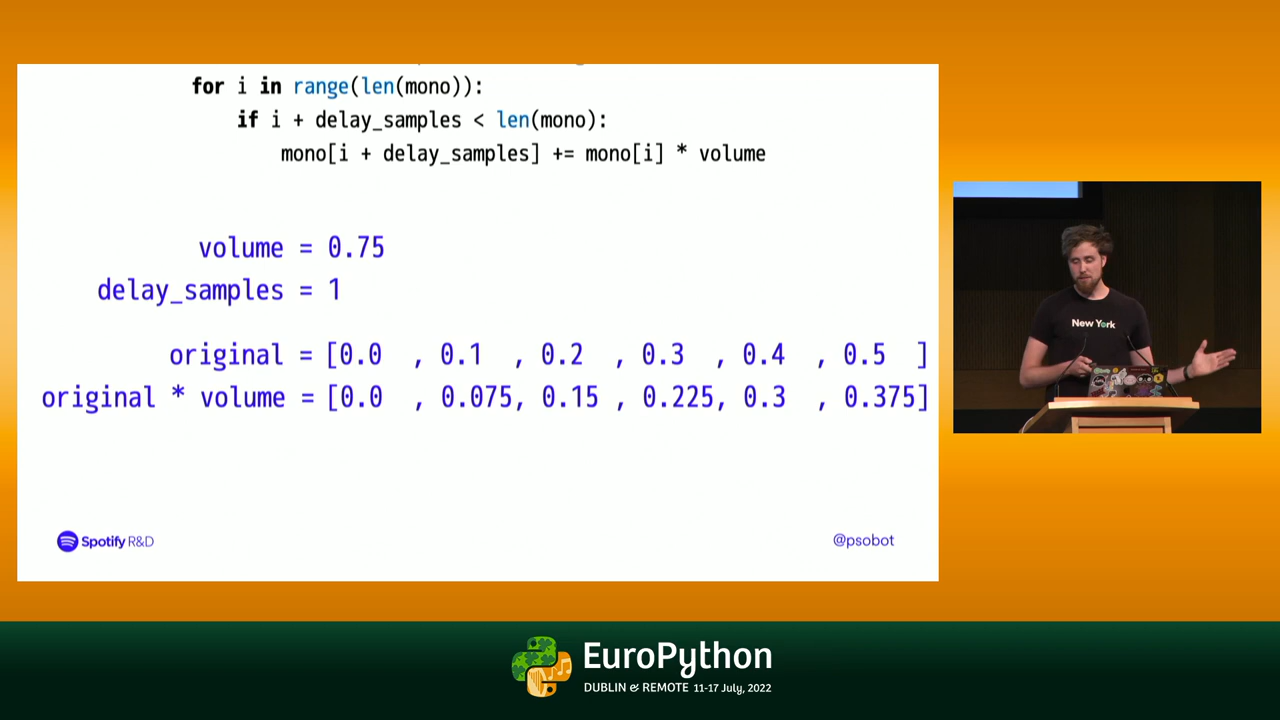 for i in range(len(mono)):
if i + delay_samples < len(mono):
mono[i + delay_samples] += mono[i] * volume
volume = 0.75
delay_samples = 1
original = [0.0 , 0.1 , 0.2 , 0.3 , 0.4 , 0.5 ]
original * volume = [0.0 , 0.075, 0.15 , 0.225, 0.3 , 0.375]
Spotify R&D
@psobot
New York
EuroPython
DUBLIN & REMOTE 11-17 July, 2022